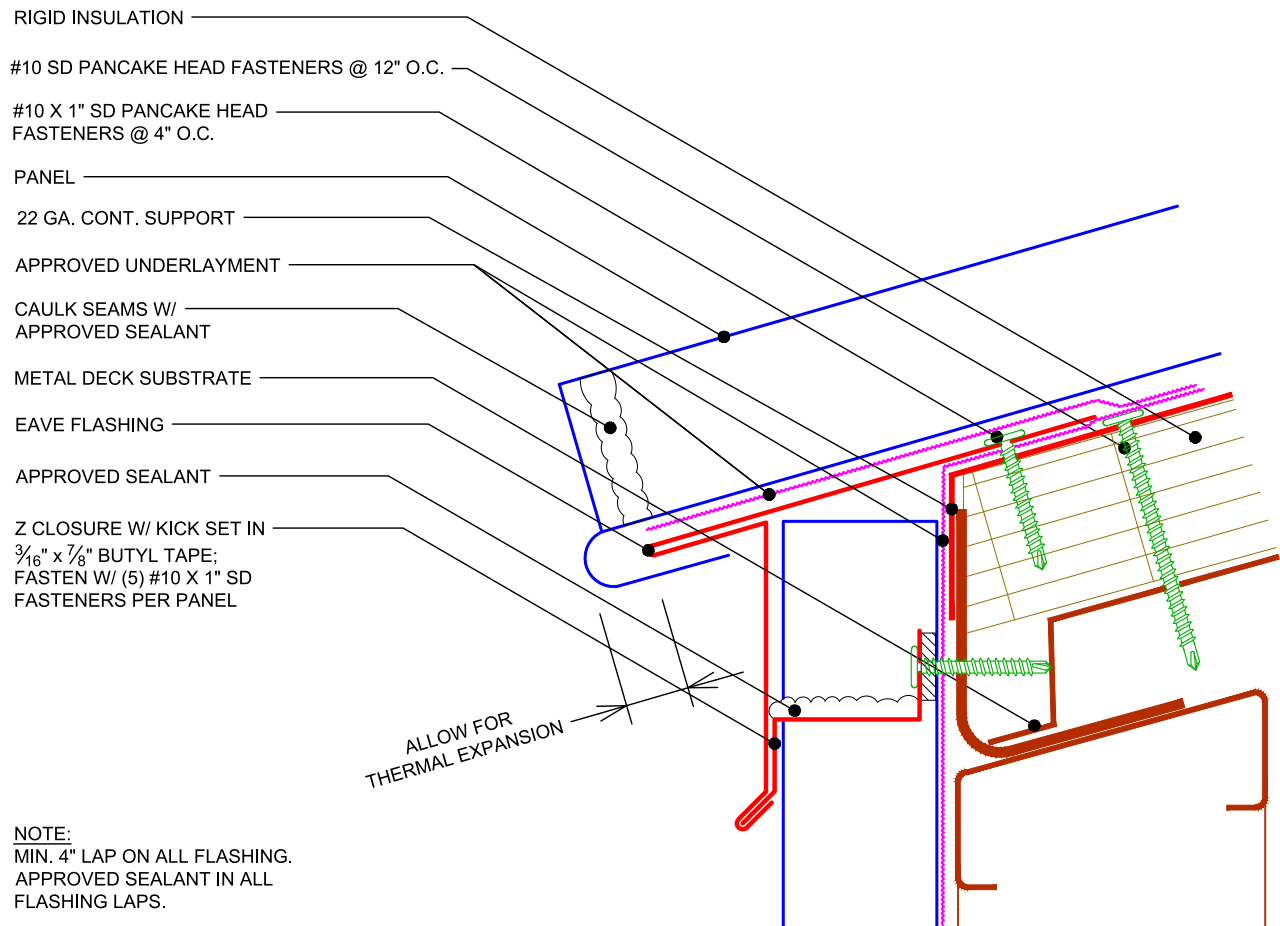 RIGID INSULATION
#10 SD PANCAKE HEAD FASTENERS @ 12" O.C.
#10 X 1" SD PANCAKE HEAD
FASTENERS @ 4" O.C.
PANEL
22 GA. CONT. SUPPORT
APPROVED UNDERLAYMENT
CAULK SEAMS W/
APPROVED SEALANT
METAL DECK SUBSTRATE
EAVE FLASHING
APPROVED SEALANT
Z CLOSURE W/ KICK SET IN
3/16" x 7/8" BUTYL TAPE;
FASTEN W/ (5) #10 X 1" SD
FASTENERS PER PANEL
ALLOW FOR
THERMAL EXPANSION
NOTE:
MIN. 4" LAP ON ALL FLASHING.
APPROVED SEALANT IN ALL
FLASHING LAPS.